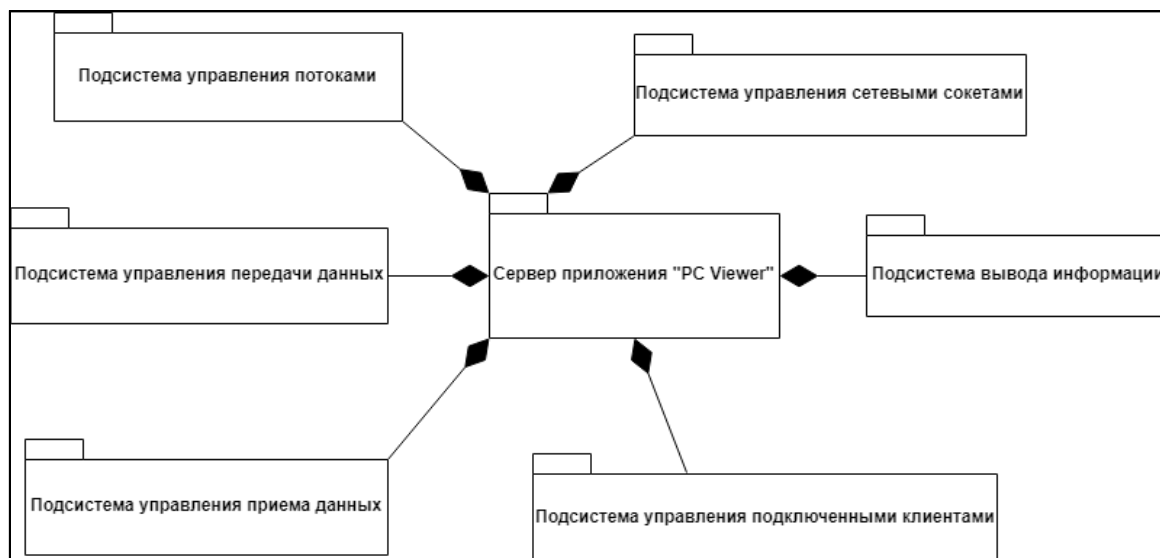 Подсистема управления потоками
Подсистема управления сетевыми сокетами
Подсистема управления передачи данных
Сервер приложения "PC Viewer"
Подсистема вывода информации
Подсистема управления приема данных
Подсистема управления подключенными клиентами